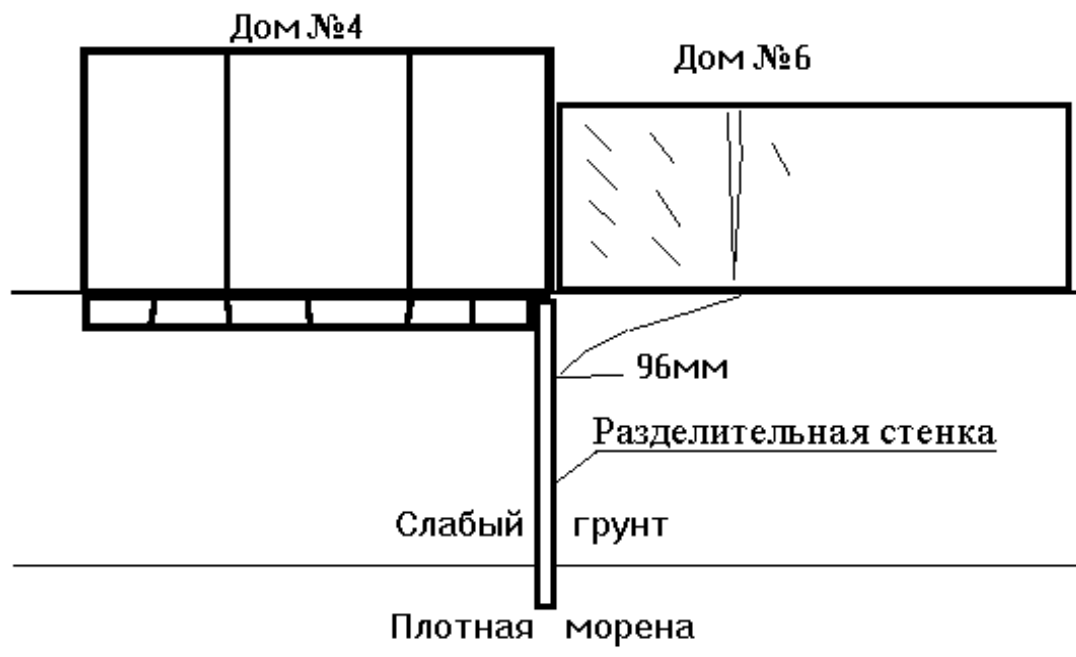 Дом №4
Дом №6
96мм
Разделительная стенка
Слабый грунт
Плотная морена